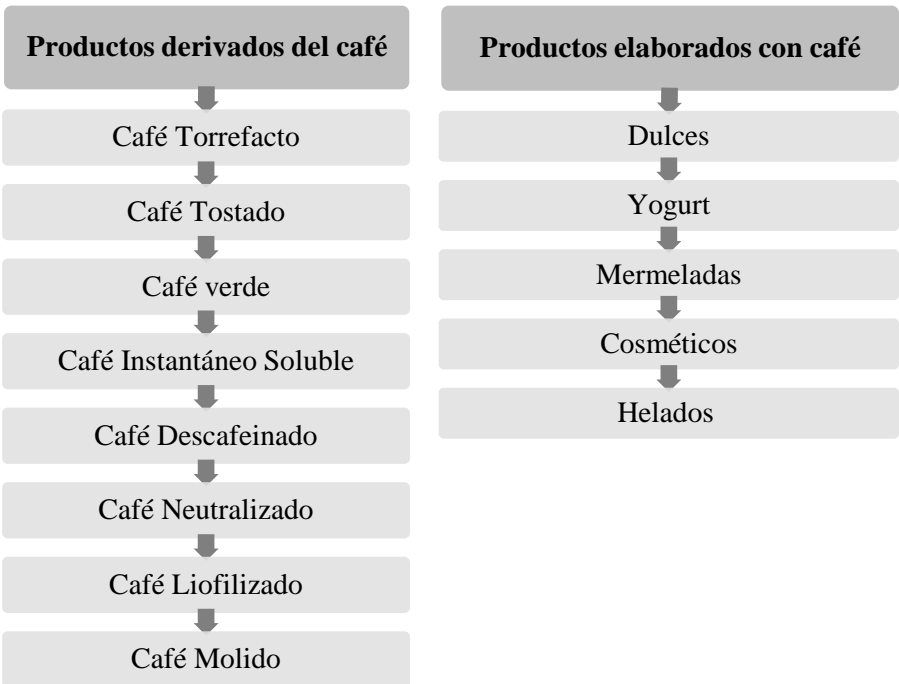 Productos derivados del café
Café Torrefacto
Café Tostado
Café verde
Café Instantáneo Soluble
Café Descafeinado
Café Neutralizado
Café Liofilizado
Café Molido
Productos elaborados con café
Dulces
Yogurt
Mermeladas
Cosméticos
Helados